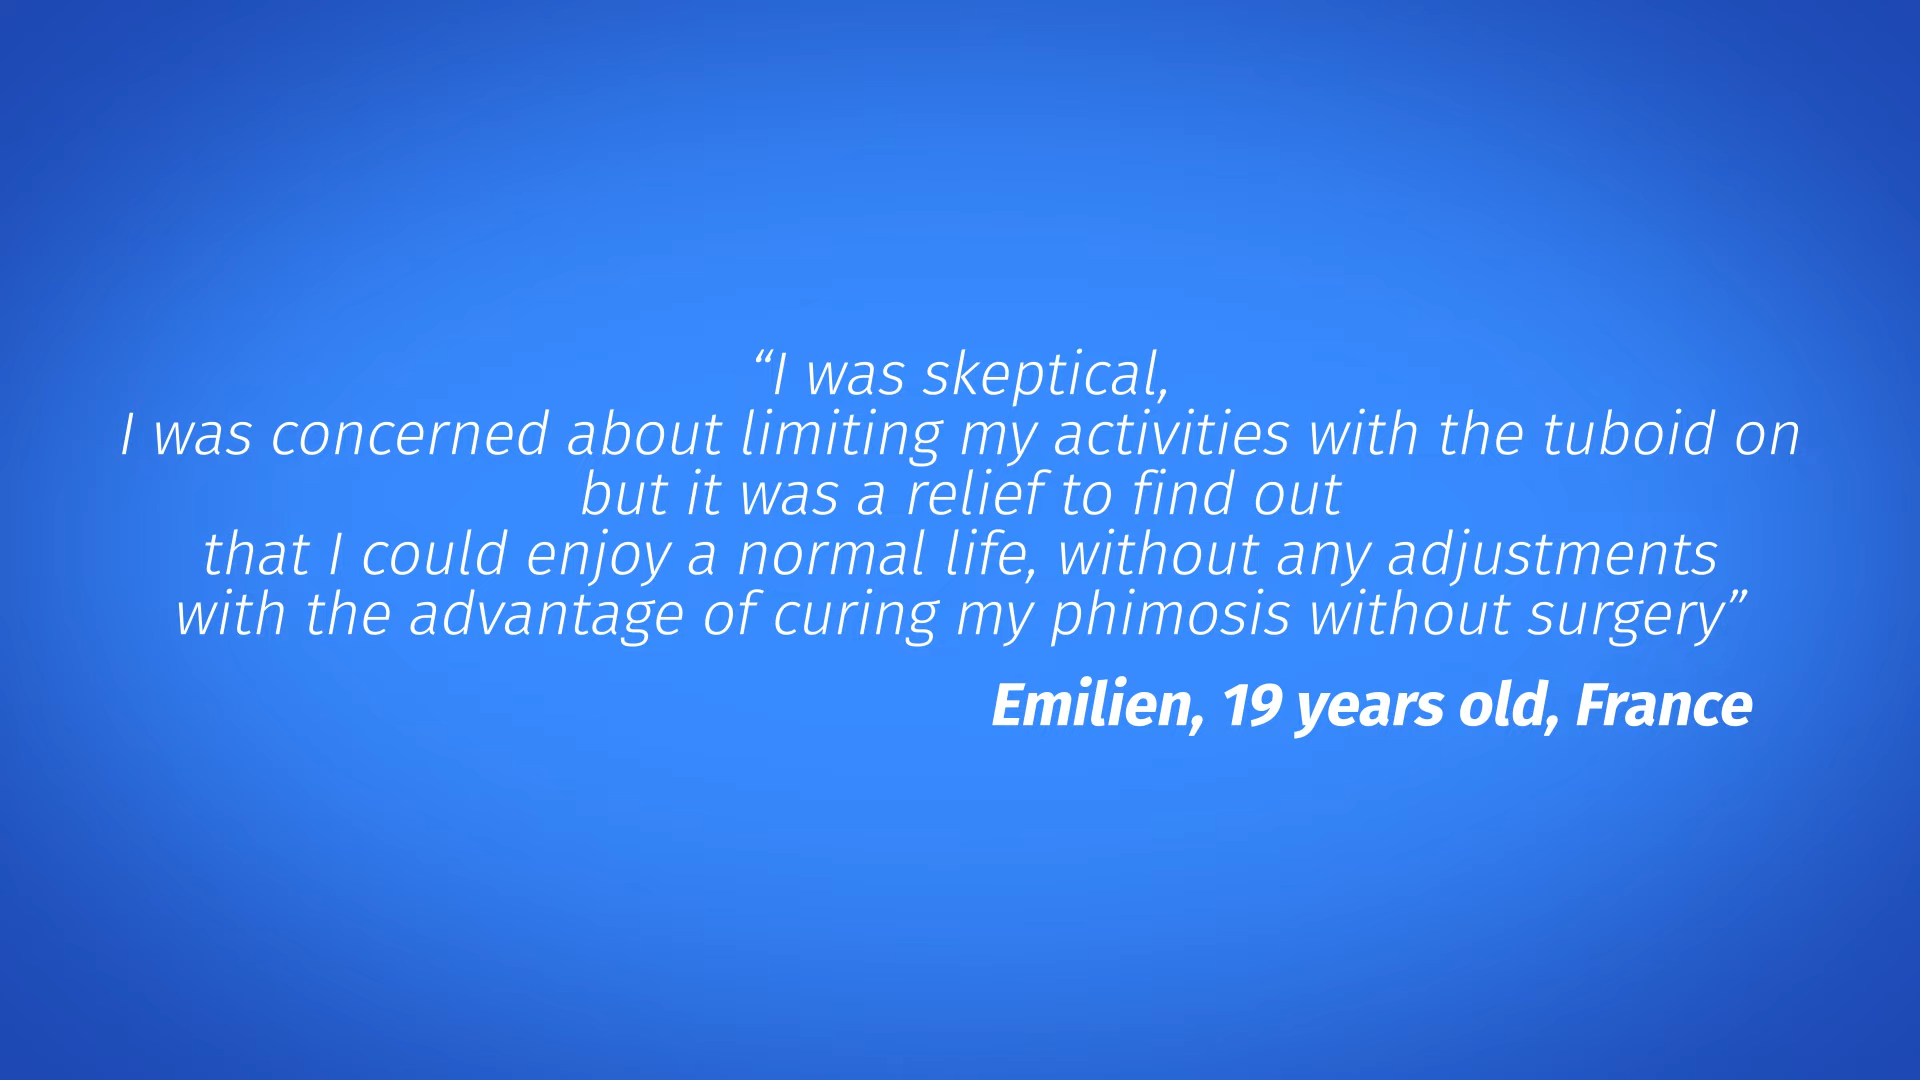 “I was skeptical,
I was concerned about limiting my activities with the tuboid on
but it was a relief to find out
that I could enjoy a normal life, without any adjustments
with the advantage of curing my phimosis without surgery”
Emilien, 19 years old, France